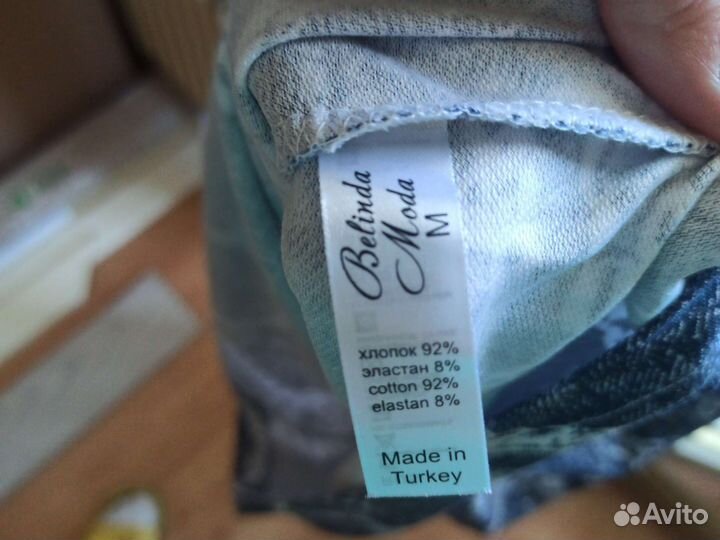 Belinda
Moda
M
хлопок 92%
эластан 8%
cotton 92%
elastan 8%
Made in
Turkey
Avito